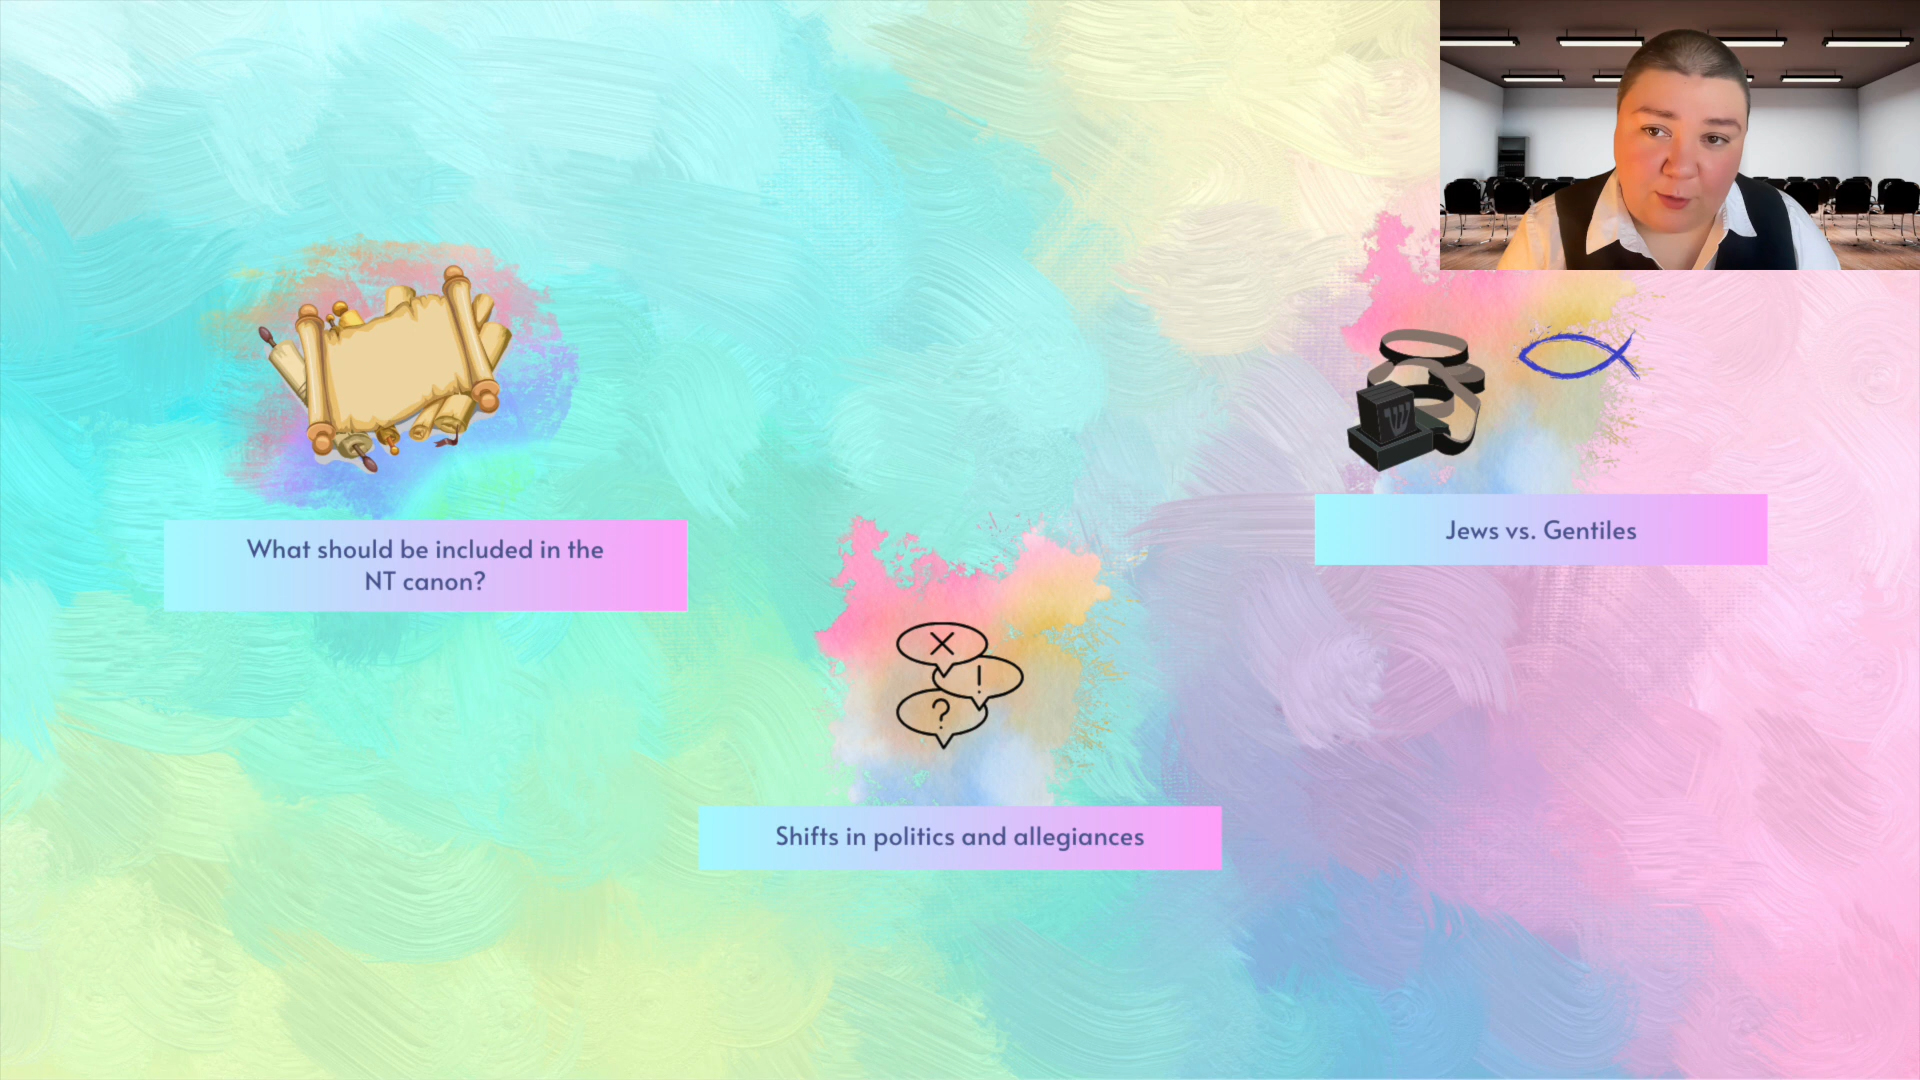 What should be included in the
NT canon?
Jews vs. Gentiles
ש
X
!
?
Shifts in politics and allegiances